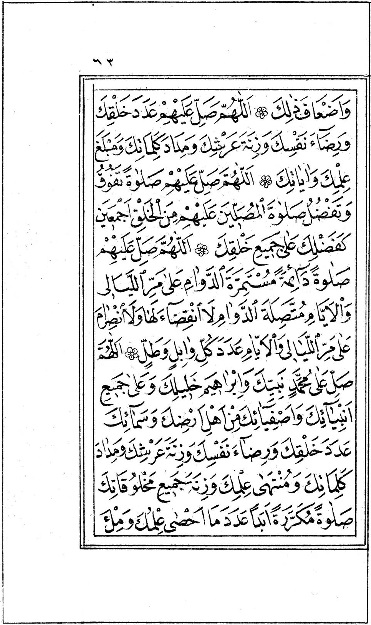 ٦٣
وَاَضْعَافَ ذٰلِكَ ۞ اَللّٰهُمَّ صَلِّ عَلَيْهِمْ عَدَدَ خَلْقِكَ
وَرِضَاءَ نَفْسِكَ وَزِنَةَ عَرْشِكَ وَمِدَادَ كَلِمَاتِكَ وَمَبْلَغَ
عِلْمِكَ وَاٰيَاتِكَ ۞ اَللّٰهُمَّ صَلِّ عَلَيْهِمْ صَلٰوةً تَفُوقُ
وَتَفْضُلُ صَلٰوةَ الْمُصَلِّينَ عَلَيْهِمْ مِنَ الْخَلْقِ اَجْمَعِينَ
كَفَضْلِكَ عَلٰى جَمِيعِ خَلْقِكَ ۞ اَللّٰهُمَّ صَلِّ عَلَيْهِمْ
صَلٰوةً دَائِمَةً مُسْتَمِرَّةَ الدَّوَامِ عَلٰى مَرِّ اللَّيَالِى
وَالْاَيَّامِ مُتَّصِلَةَ الدَّوَامِ لَا انْقِضَاءَ لَهَا وَلَا انْصِرَامَ
عَلٰى مَرِّ اللَّيَالِى وَالْاَيَّامِ عَدَدَ كُلِّ وَابِلٍ وَطَلٍّ ۞ اَللّٰهُمَّ
صَلِّ عَلٰى مُحَمَّدٍ نَبِيِّكَ وَاِبْرٰاهِيمَ خَلِيلِكَ وَعَلٰى جَمِيعِ
اَنْبِيَائِكَ وَاَصْفِيَائِكَ مِنْ اَهْلِ اَرْضِكَ وَسَمَائِكَ
عَدَدَ خَلْقِكَ وَرِضَاءَ نَفْسِكَ وَزِنَةَ عَرْشِكَ وَمِدَادَ
كَلِمَاتِكَ وَمُنْتَهٰى عِلْمِكَ وَزِنَةَ جَمِيعِ مَخْلُوقَاتِكَ
صَلٰوةً مُكَرَّرَةً اَبَدًا عَدَدَ مَا اَحْصٰى عِلْمُكَ وَمِلْءَ